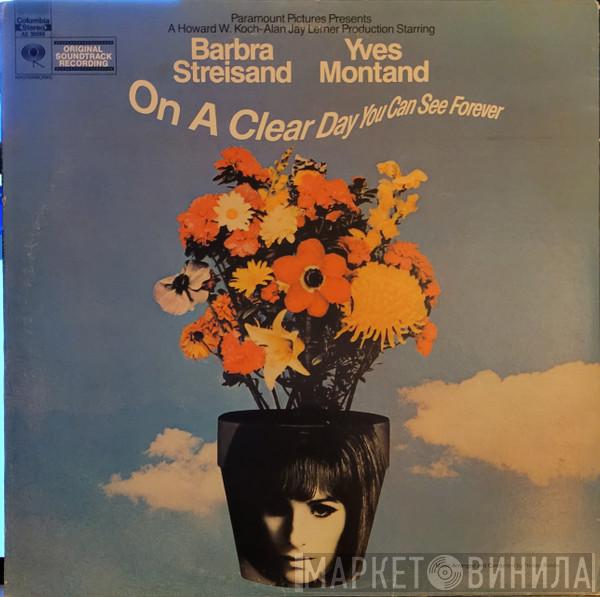 Columbia
Stereo
Paramount Pictures Presents
A Howard W. Koch-Alan Jay Lerner Production Starring
ORIGINAL
SOUNDTRACK
RECORDING
Barbra Streisand
Yves Montand
On A Clear Day You Can See Forever
МАРКЕТ ВИНИЛА